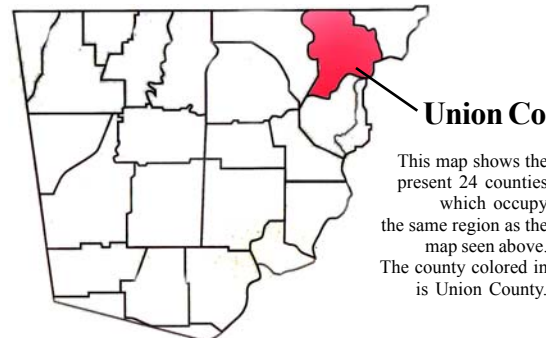 Union Co
This map shows the
present 24 counties
which occupy
the same region as the
map seen above.
The county colored in
is Union County.